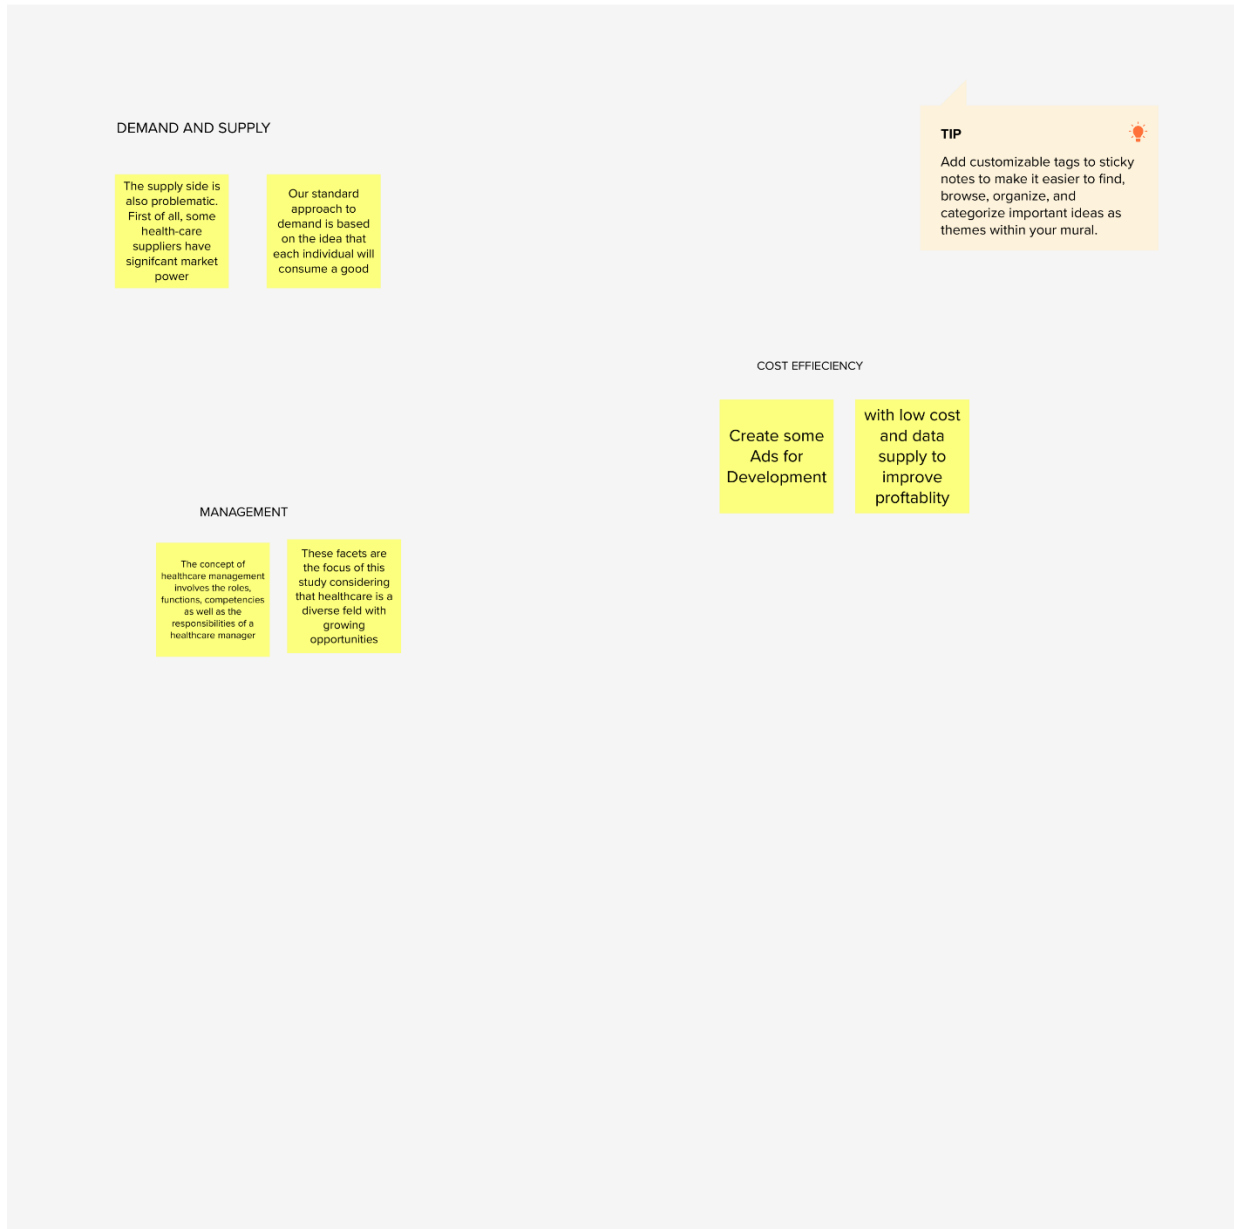 DEMAND AND SUPPLY
The supply side is
also problematic.
First of all, some
health-care
suppliers have
signifcant market
power
Our standard
approach to
demand is based
on the idea that
each individual will
consume a good
TIP
Add customizable tags to sticky
notes to make it easier to find,
browse, organize, and
categorize important ideas as
themes within your mural.
COST EFFIECIENCY
Create some
Ads for
Development
with low cost
and data
supply to
improve
proftablity
MANAGEMENT
The concept of
healthcare management
involves the roles,
functions, competencies
as well as the
responsibilities of a
healthcare manager
These facets are
the focus of this
study considering
that healthcare is a
diverse feld with
growing
opportunities